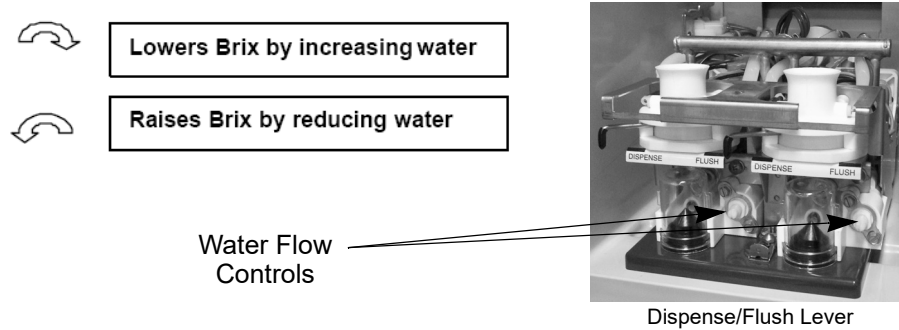 Lowers Brix by increasing water
Raises Brix by reducing water
DISPENSE FLUSH
DISPENSE FLUSH
Water Flow
Controls
Dispense/Flush Lever